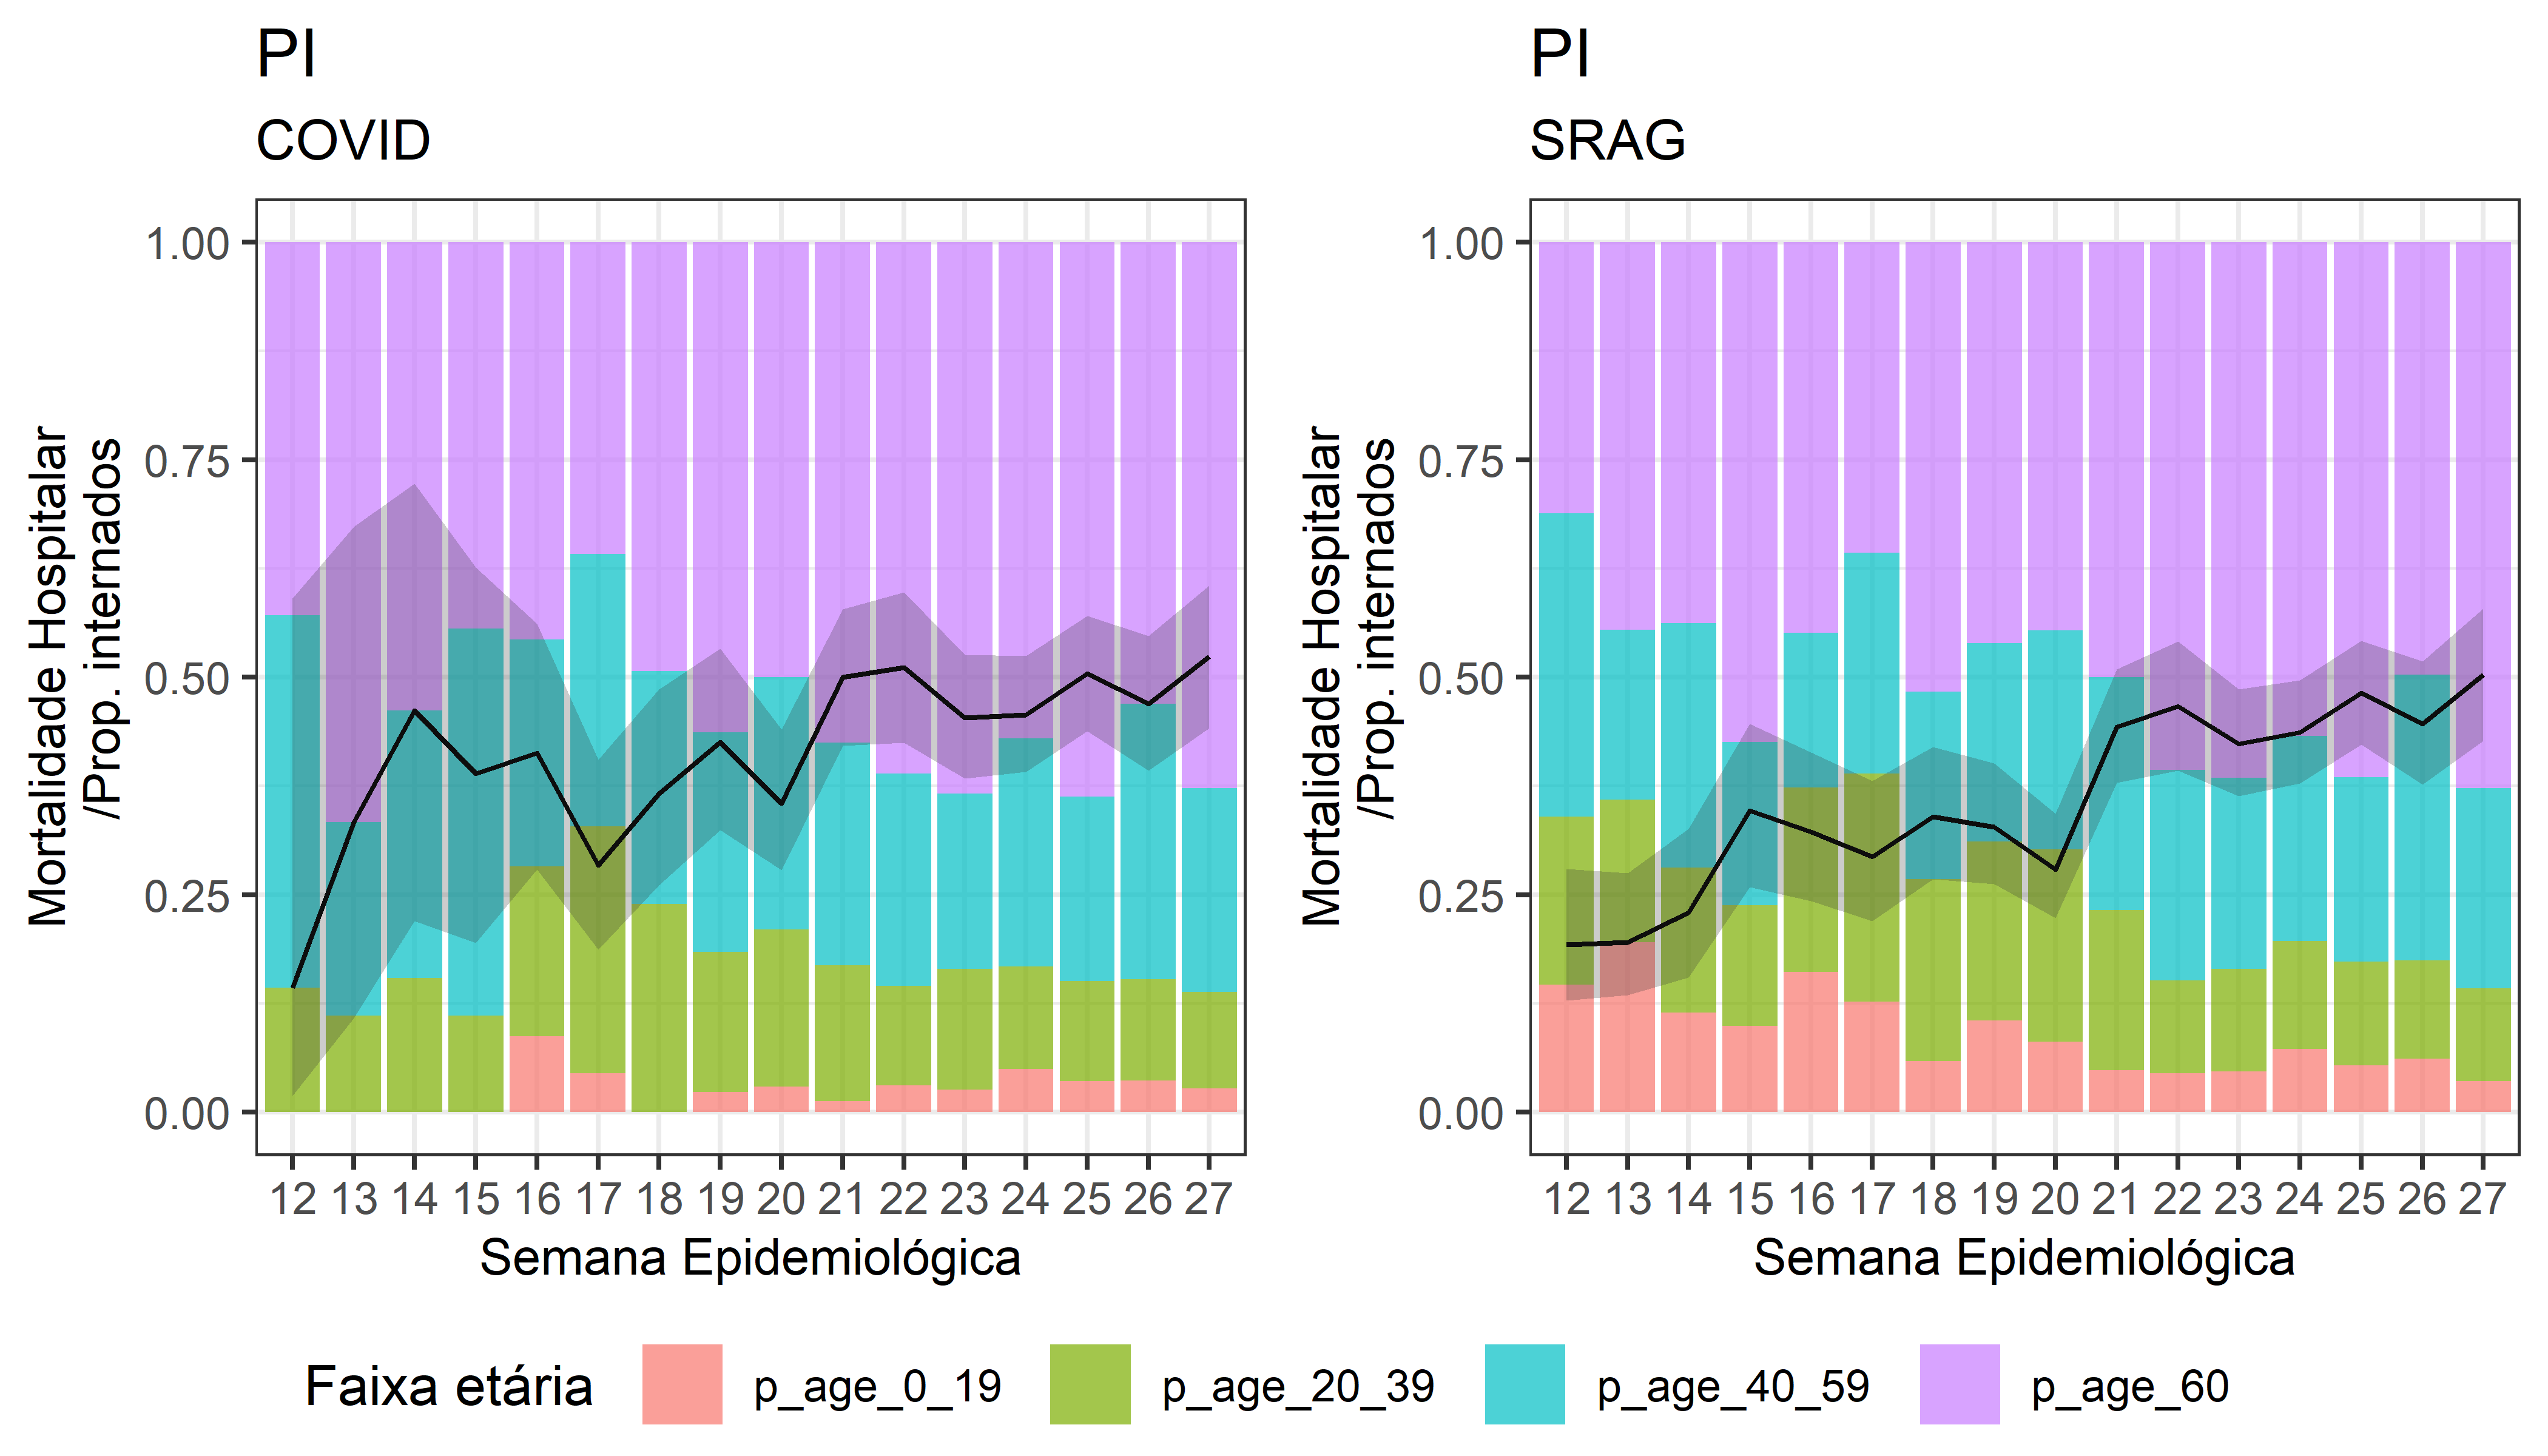 PI
COVID
Mortalidade Hospitalar
/Prop. internados
1.00
0.75
0.50
0.25
0.00
12 13 14 15 16 17 18 19 20 21 22 23 24 25 26 27
Semana Epidemiológica
PI
SRAG
Mortalidade Hospitalar
/Prop. internados
1.00
0.75
0.50
0.25
0.00
12 13 14 15 16 17 18 19 20 21 22 23 24 25 26 27
Semana Epidemiológica
Faixa etária p_age_0_19 p_age_20_39 p_age_40_59 p_age_60